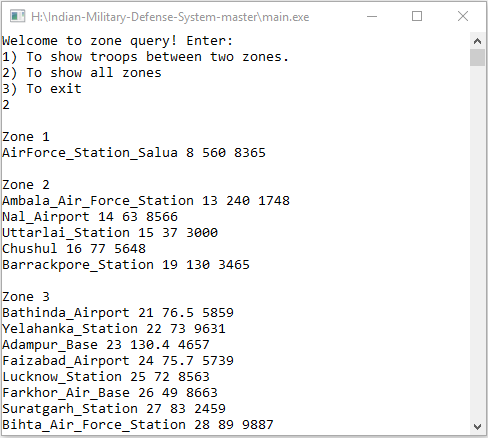 H:\Indian-Military-Defense-System-master\main.exe
Welcome to zone query! Enter:
1) To show troops between two zones.
2) To show all zones
3) To exit
2
Zone 1
AirForce_Station_Salua 8 560 8365
Zone 2
Ambala_Air_Force_Station 13 240 1748
Nal_Airport 14 63 8566
Uttarlai_Station 15 37 3000
Chushul 16 77 5648
Barrackpore_Station 19 130 3465
Zone 3
Bathinda_Airport 21 76.5 5859
Yelahanka_Station 22 73 9631
Adampur_Base 23 130.4 4657
Faizabad_Airport 24 75.7 5739
Lucknow_Station 25 72 8563
Farkhor_Air_Base 26 49 8663
Suratgarh_Station 27 83 2459
Bihta_Air_Force_Station 28 89 9887